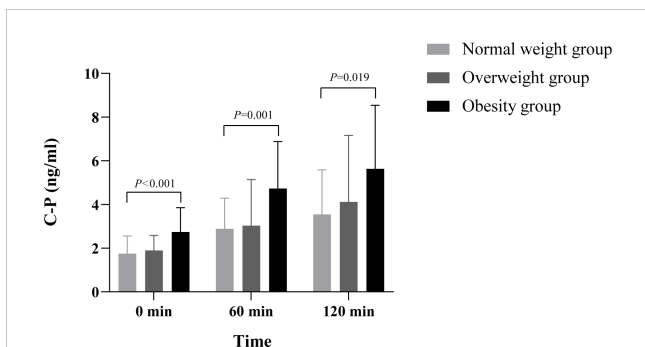 Normal weight group
Overweight group
Obesity group
C-P (ng/ml)
10
8
6
4
2
0
P<0.001
P=0.001
P=0.019
0 min
60 min
120 min
Time